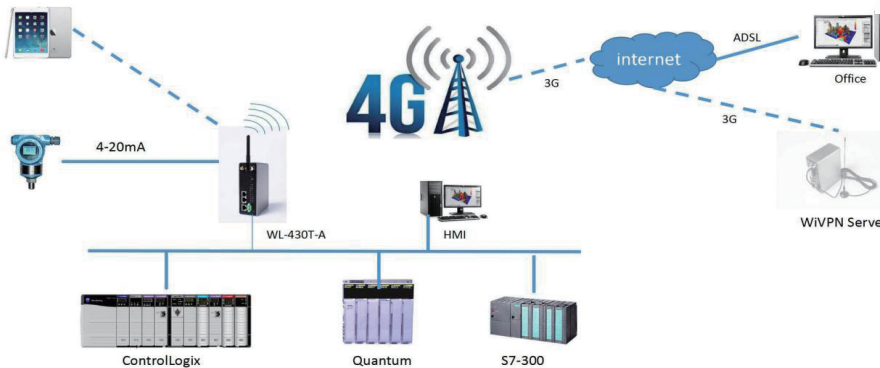 ADSL
internet
3G
4G
Office
3G
4-20mA
WiVPN Serve
WL-430T-A
HMI
ControlLogix
Quantum
S7-300